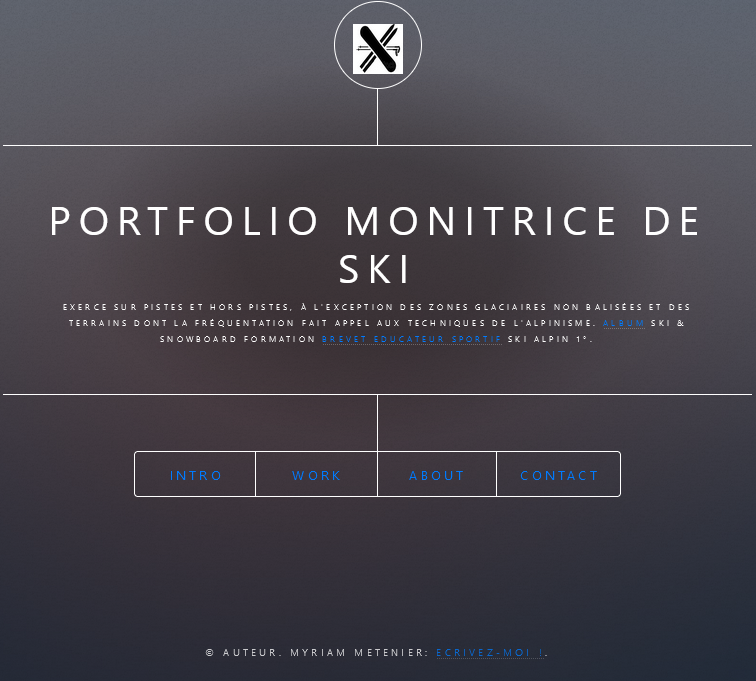 PORTFOLIO MONITRICE DE
SKI
EXERCE SUR PISTES ET HORS PISTES, À L'EXCEPTION DES ZONES GLACIAIRES NON BALISÉES ET DES
TERRAINS DONT LA FRÉQUENTATION FAIT APPEL AUX TECHNIQUES DE L'ALPINISME. ALBUM SKI &
SNOWBOARD FORMATION BREVET EDUCATEUR SPORTIF SKI ALPIN 1°.
INTRO WORK ABOUT CONTACT
© AUTEUR. MYRIAM METENIER: ECRIVEZ-MOI !.